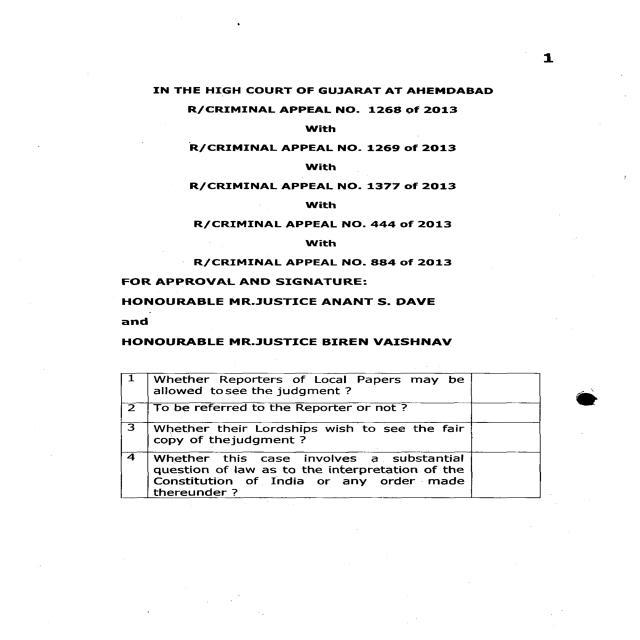 1
IN THE HIGH COURT OF GUJARAT AT AHEMDABAD
R/CRIMINAL APPEAL NO. 1268 of 2013
With
R/CRIMINAL APPEAL NO. 1269 of 2013
With
R/CRIMINAL APPEAL NO. 1377 of 2013
With
R/CRIMINAL APPEAL NO. 444 of 2013
With
R/CRIMINAL APPEAL NO. 884 of 2013
FOR APPROVAL AND SIGNATURE:
HONOURABLE MR.JUSTICE ANANT S. DAVE
and
HONOURABLE MR.JUSTICE BIREN VAISHNAV
1 Whether Reporters of Local Papers may be
allowed to see the judgment ?
2 To be referred to the Reporter or not ?
3 Whether their Lordships wish to see the fair
copy of thejudgment ?
4 Whether this case involves a substantial
question of law as to the interpretation of the
Constitution of India or any order made
thereunder ?